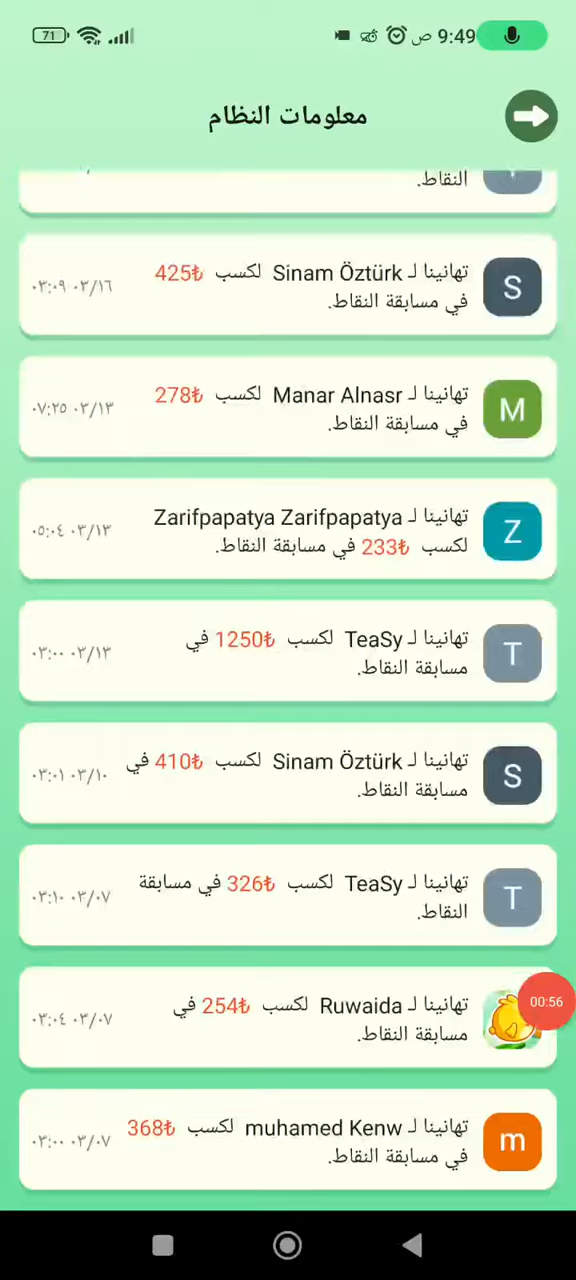 71
9:49 ص
معلومات النظام
النقاط.
تهانينا لـ Sinam Öztürk لكسب 425₺
في مسابقة النقاط.
٠٣/١٦ ٠٣:٠٩
S
تهانينا لـ Manar Alnasr لكسب 278₺
في مسابقة النقاط.
٠٣/١٣ ٠٧:٢٥
M
تهانينا لـ Zarifpapatya Zarifpapatya
لكسب 233₺ في مسابقة النقاط.
٠٣/١٣ ٠٥:٠٤
Z
تهانينا لـ TeaSy لكسب 1250₺ في
مسابقة النقاط.
٠٣/١٣ ٠٣:٠٠
T
تهانينا لـ Sinam Öztürk لكسب 410₺ في
مسابقة النقاط.
٠٣/١٠ ٠٣:٠١
S
تهانينا لـ TeaSy لكسب 326₺ في مسابقة
النقاط.
٠٣/٠٧ ٠٣:١٠
T
تهانينا لـ Ruwaida لكسب 254₺ في
مسابقة النقاط.
٠٣/٠٧ ٠٣:٠٤
00:56
تهانينا لـ muhamed Kenw لكسب 368₺
في مسابقة النقاط.
٠٣/٠٧ ٠٣:٠٠
m